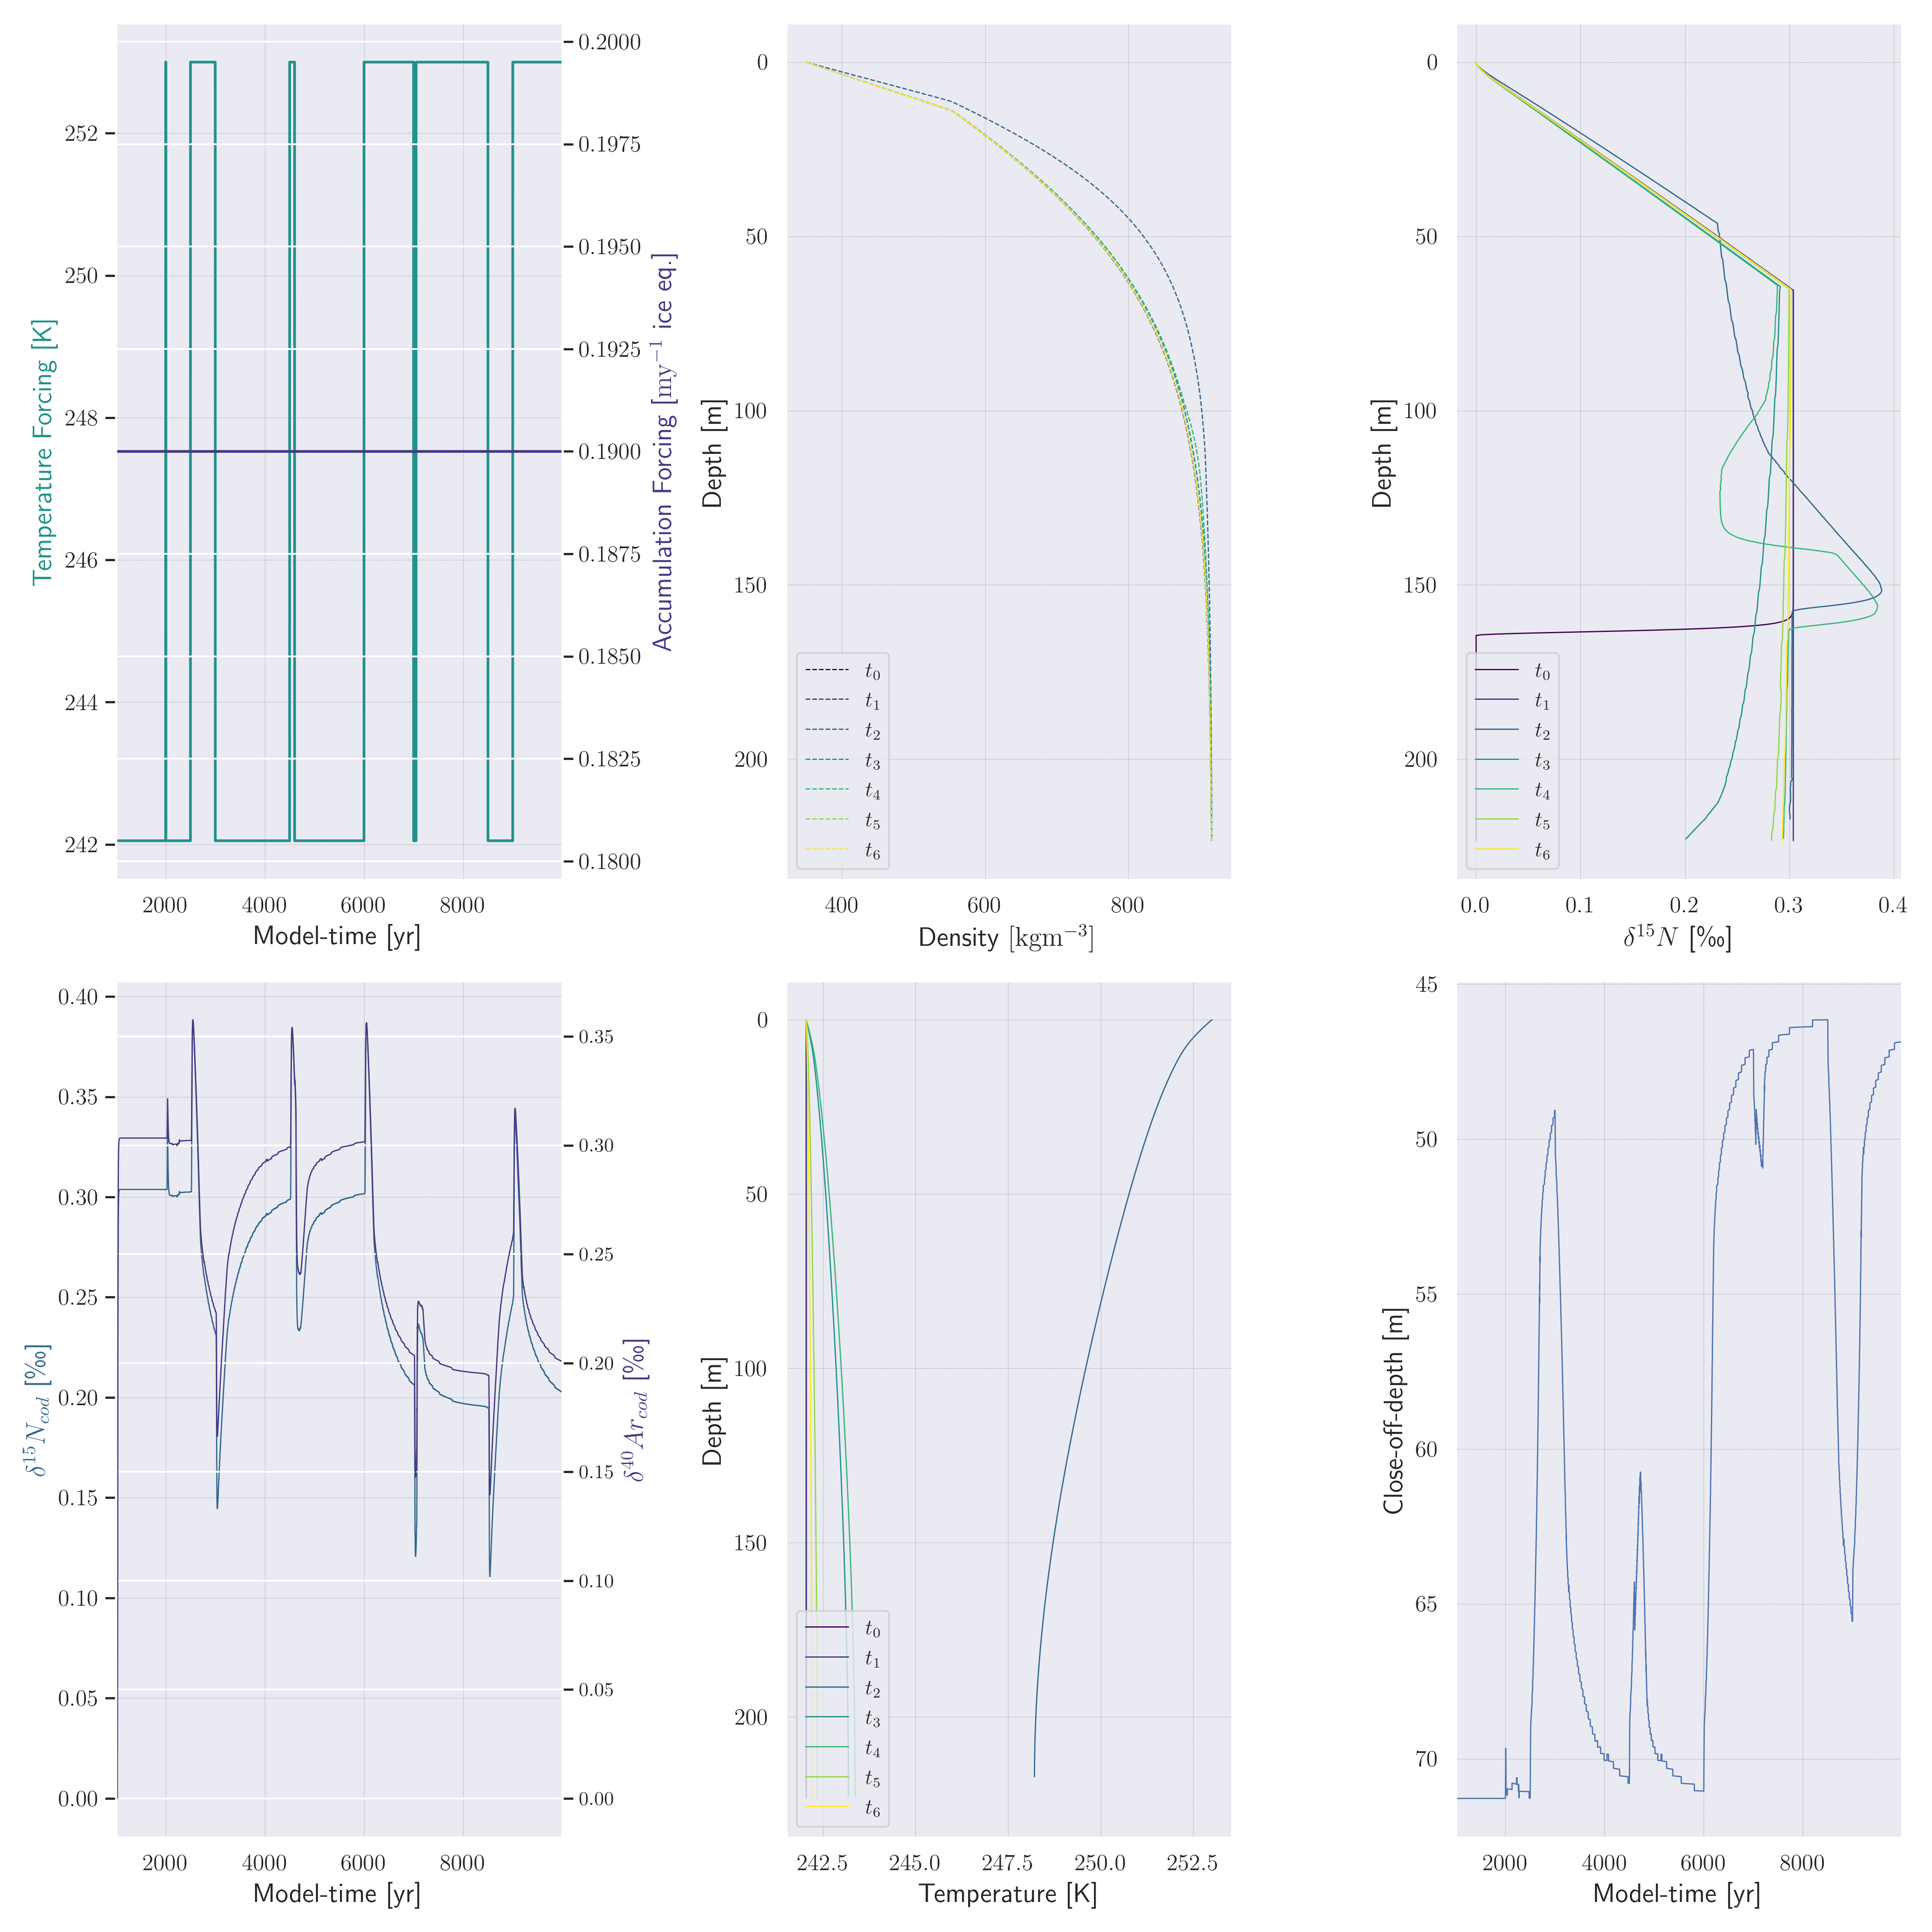 252
250
248
246
244
242
Temperature Forcing [K]
2000
4000
6000
8000
Model-time [yr]
0.2000
0.1975
0.1950
0.1925
0.1900
0.1875
0.1850
0.1825
0.1800
Accumulation Forcing [my⁻¹ ice eq.]
0
50
100
150
200
Depth [m]
t₀
t₁
t₂
t₃
t₄
t₅
t₆
400
600
800
Density [kgm⁻³]
0
50
100
150
200
Depth [m]
t₀
t₁
t₂
t₃
t₄
t₅
t₆
0.0
0.1
0.2
0.3
0.4
δ¹⁵N [‰]
0.40
0.35
0.30
0.25
0.20
0.15
0.10
0.05
0.00
δ¹⁵N_cod [‰]
2000
4000
6000
8000
Model-time [yr]
0.35
0.30
0.25
0.20
0.15
0.10
0.05
0.00
δ⁴⁰Ar_cod [‰]
0
50
100
150
200
Depth [m]
t₀
t₁
t₂
t₃
t₄
t₅
t₆
242.5
245.0
247.5
250.0
252.5
Temperature [K]
45
50
55
60
65
70
Close-off-depth [m]
2000
4000
6000
8000
Model-time [yr]